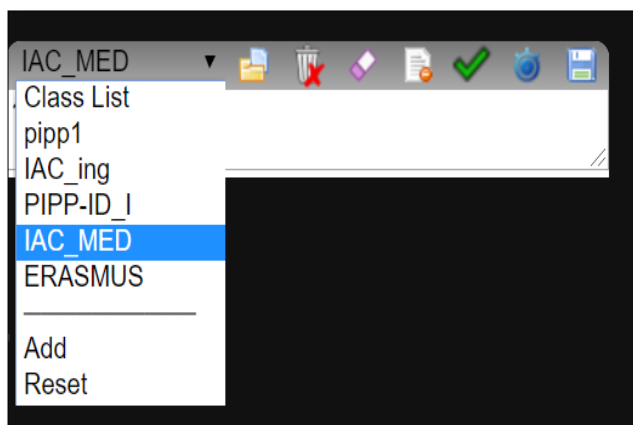 IAC_MED
Class List
pipp1
IAC_ing
PIPP-ID_I
IAC_MED
ERASMUS
Add
Reset